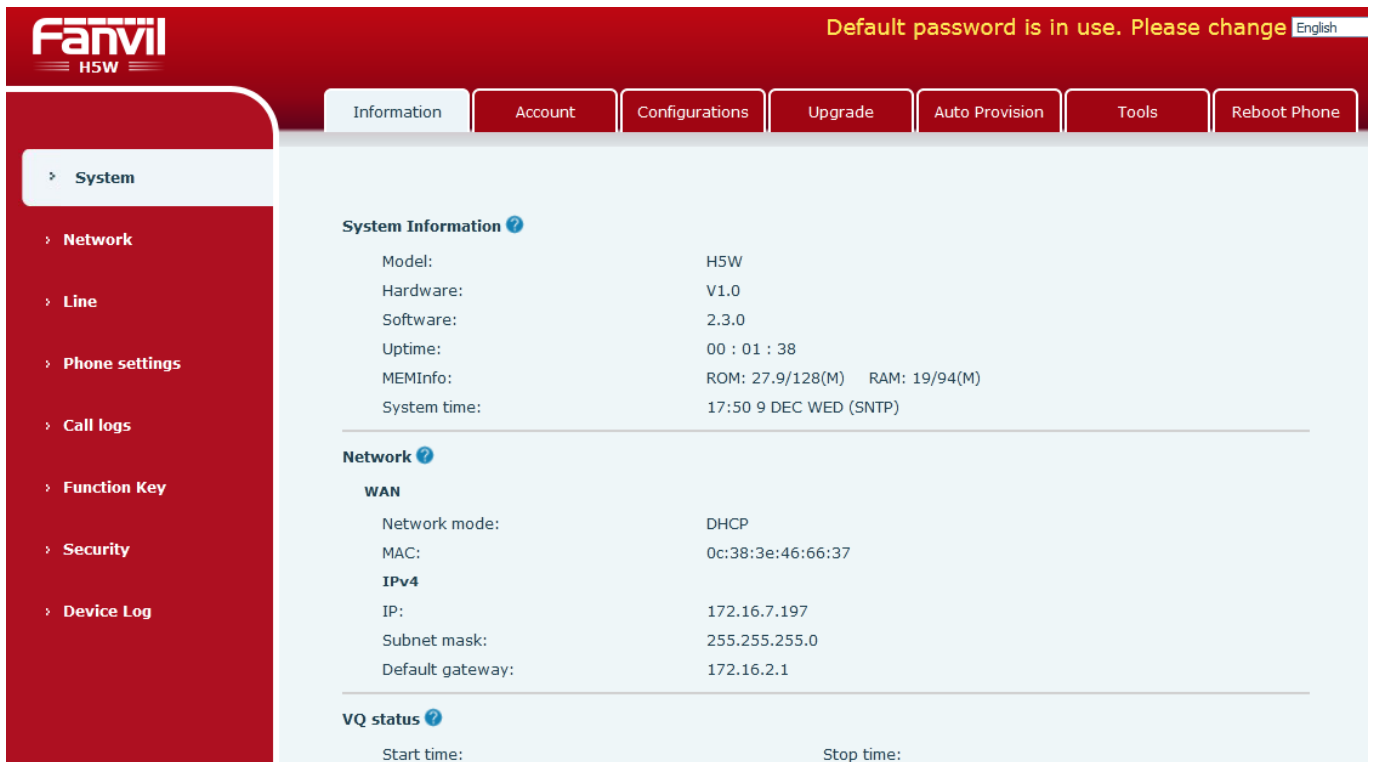 Fanvil
H5W
Default password is in use. Please change English
Information Account Configurations Upgrade Auto Provision Tools Reboot Phone
› System
› Network
› Line
› Phone settings
› Call logs
› Function Key
› Security
› Device Log
System Information ?
Model: H5W
Hardware: V1.0
Software: 2.3.0
Uptime: 00 : 01 : 38
MEMInfo: ROM: 27.9/128(M) RAM: 19/94(M)
System time: 17:50 9 DEC WED (SNTP)
Network ?
WAN
Network mode: DHCP
MAC: 0c:38:3e:46:66:37
IPv4
IP: 172.16.7.197
Subnet mask: 255.255.255.0
Default gateway: 172.16.2.1
VQ status ?
Start time: Stop time: